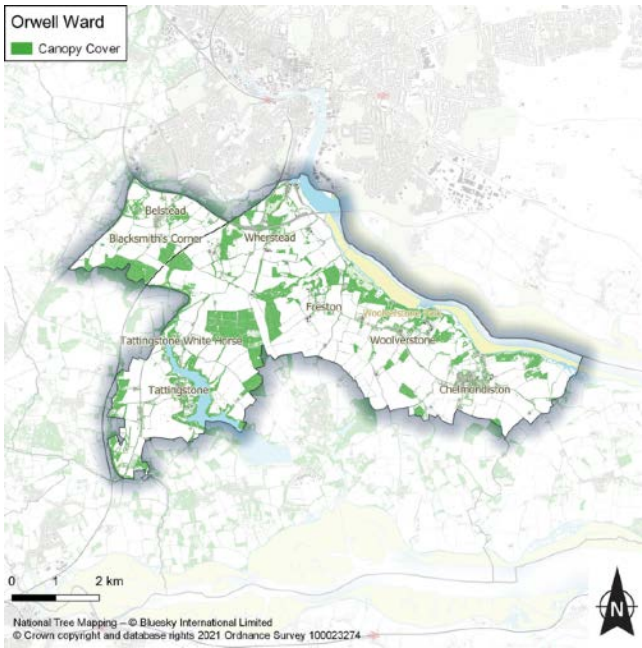 Orwell Ward
Canopy Cover
Belstead
Blacksmith's Corner
Wherstead
Freston
Woolverstone
Tattingstone White Horse
Tattingstone
Chelmondiston
0 1 2 km
N
National Tree Mapping – © Bluesky International Limited
© Crown copyright and database rights 2021 Ordnance Survey 100023274